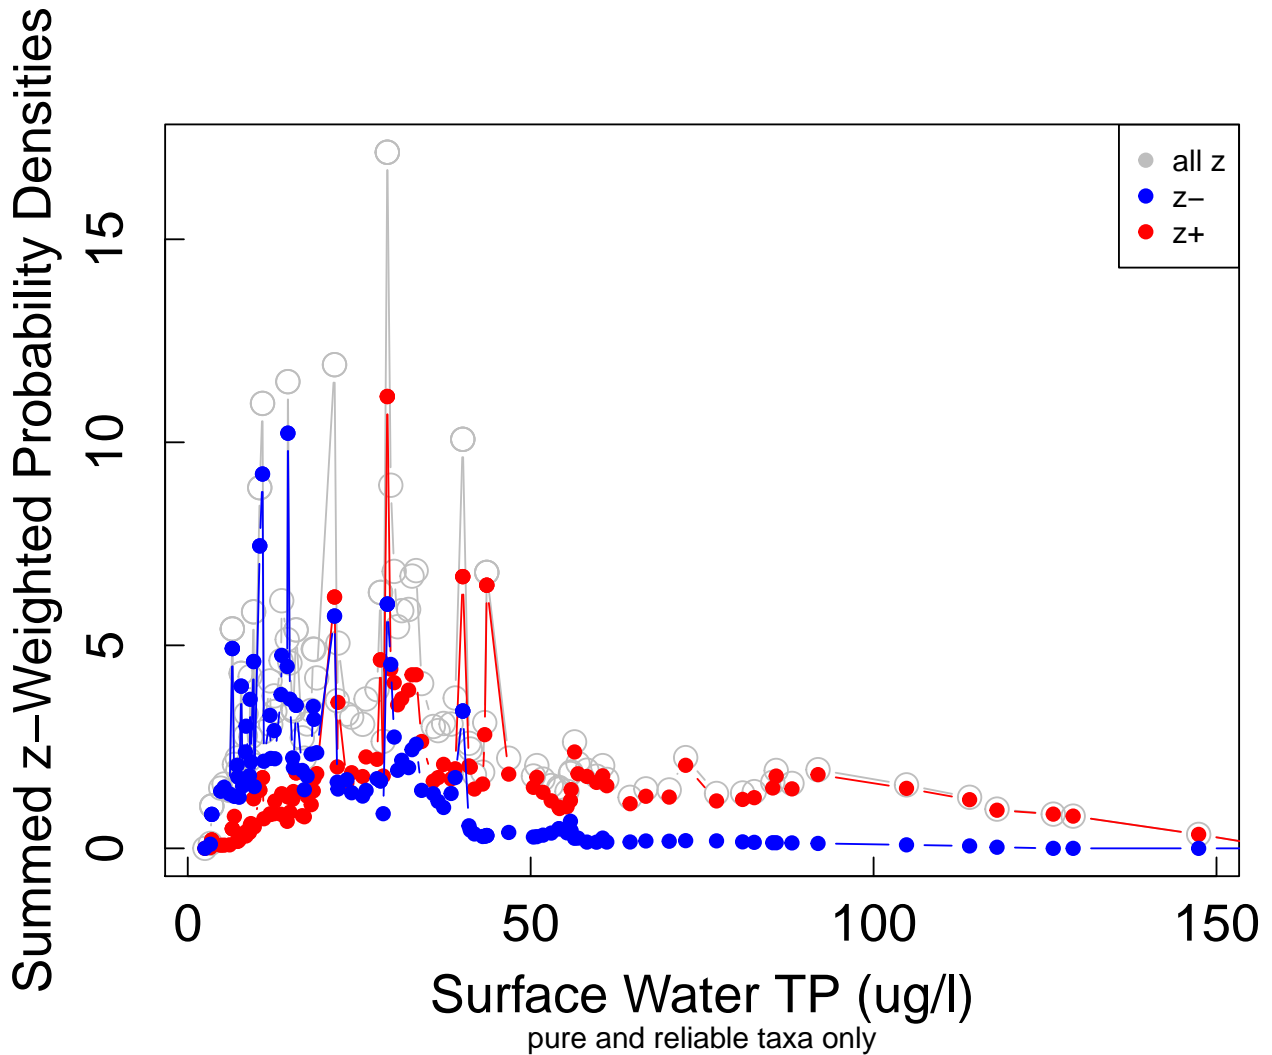 Summed z−Weighted Probability Densities
15
10
5
0
all z
z−
z+
0 50 100 150
Surface Water TP (ug/l)
pure and reliable taxa only